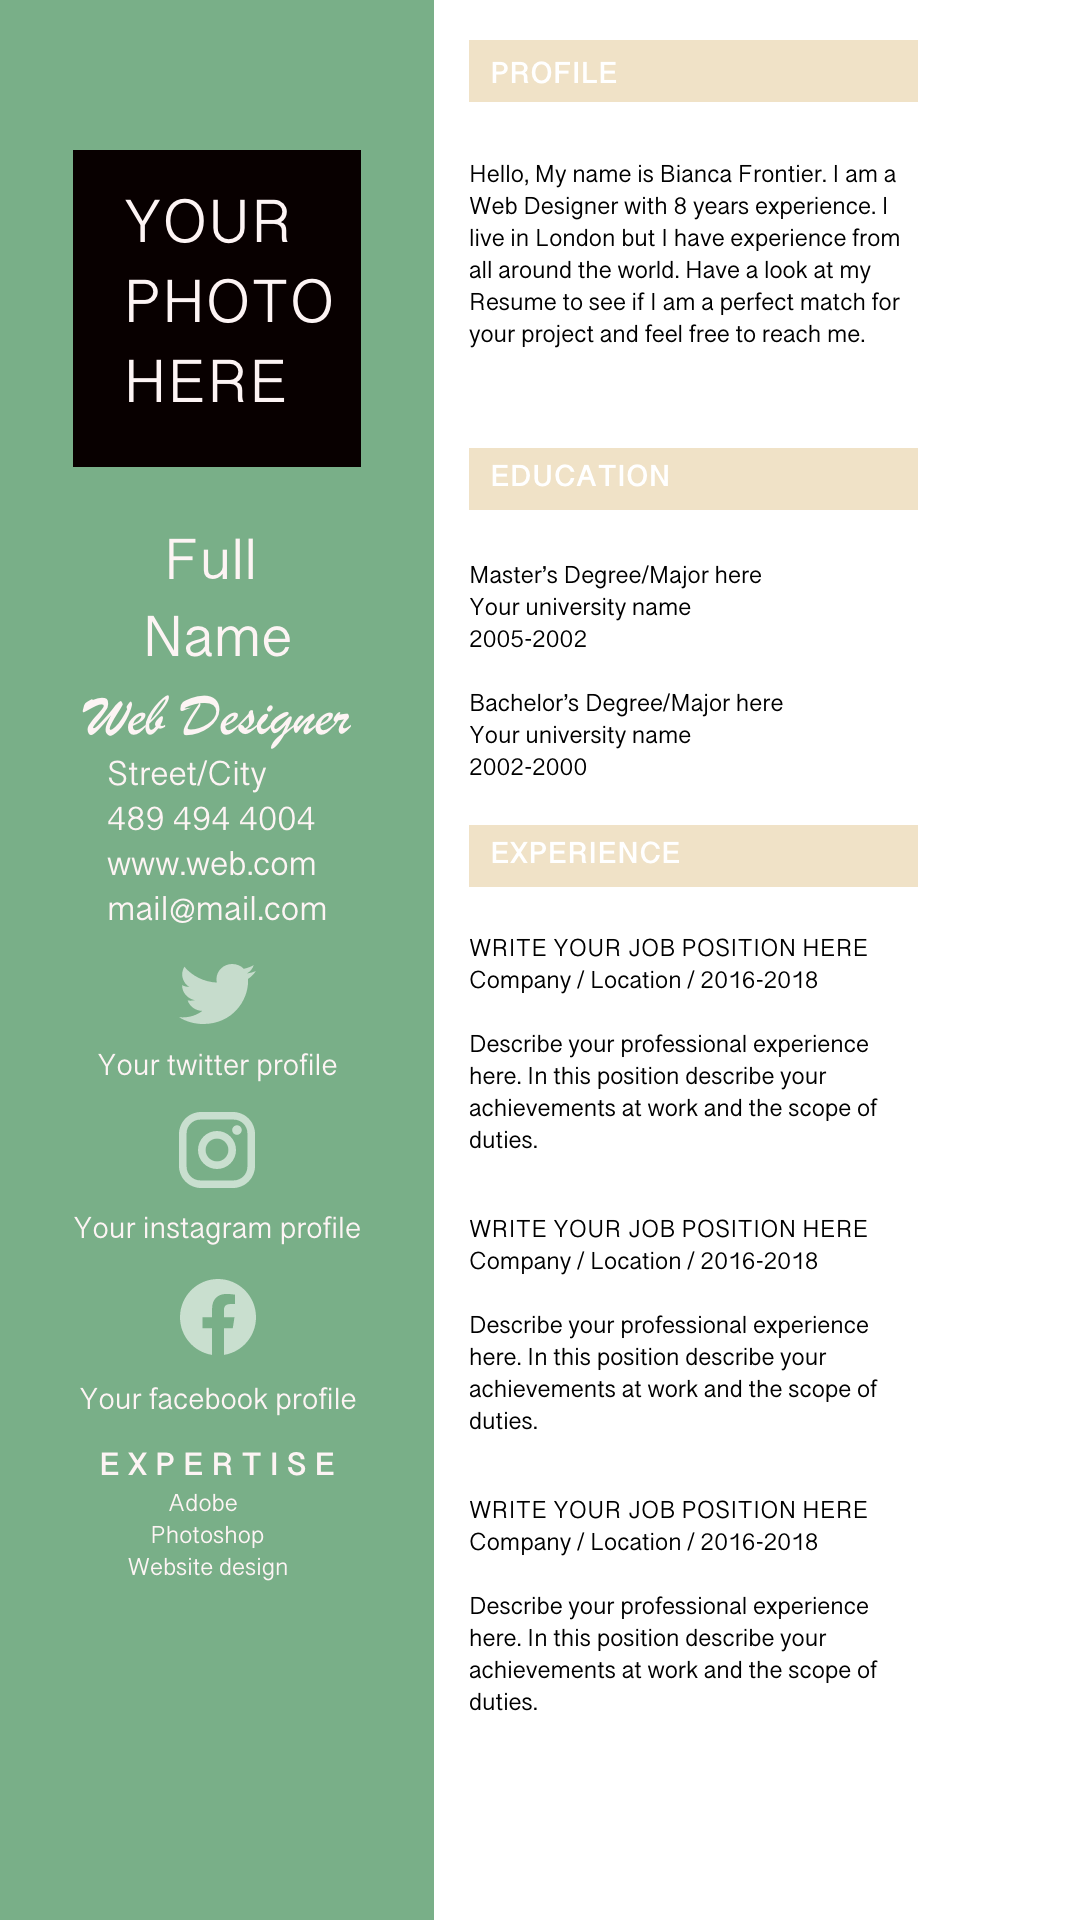 YOUR
PHOTO
HERE
Full
Name
Web Designer
Street/City
489 494 4004
www.web.com
mail@mail.com
Your twitter profile
Your instagram profile
Your facebook profile
EXPERTISE
Adobe
Photoshop
Website design
PROFILE
Hello, My name is Bianca Frontier. I am a
Web Designer with 8 years experience. I
live in London but I have experience from
all around the world. Have a look at my
Resume to see if I am a perfect match for
your project and feel free to reach me.
EDUCATION
Master’s Degree/Major here
Your university name
2005-2002
Bachelor’s Degree/Major here
Your university name
2002-2000
EXPERIENCE
WRITE YOUR JOB POSITION HERE
Company / Location / 2016-2018
Describe your professional experience
here. In this position describe your
achievements at work and the scope of
duties.
WRITE YOUR JOB POSITION HERE
Company / Location / 2016-2018
Describe your professional experience
here. In this position describe your
achievements at work and the scope of
duties.
WRITE YOUR JOB POSITION HERE
Company / Location / 2016-2018
Describe your professional experience
here. In this position describe your
achievements at work and the scope of
duties.